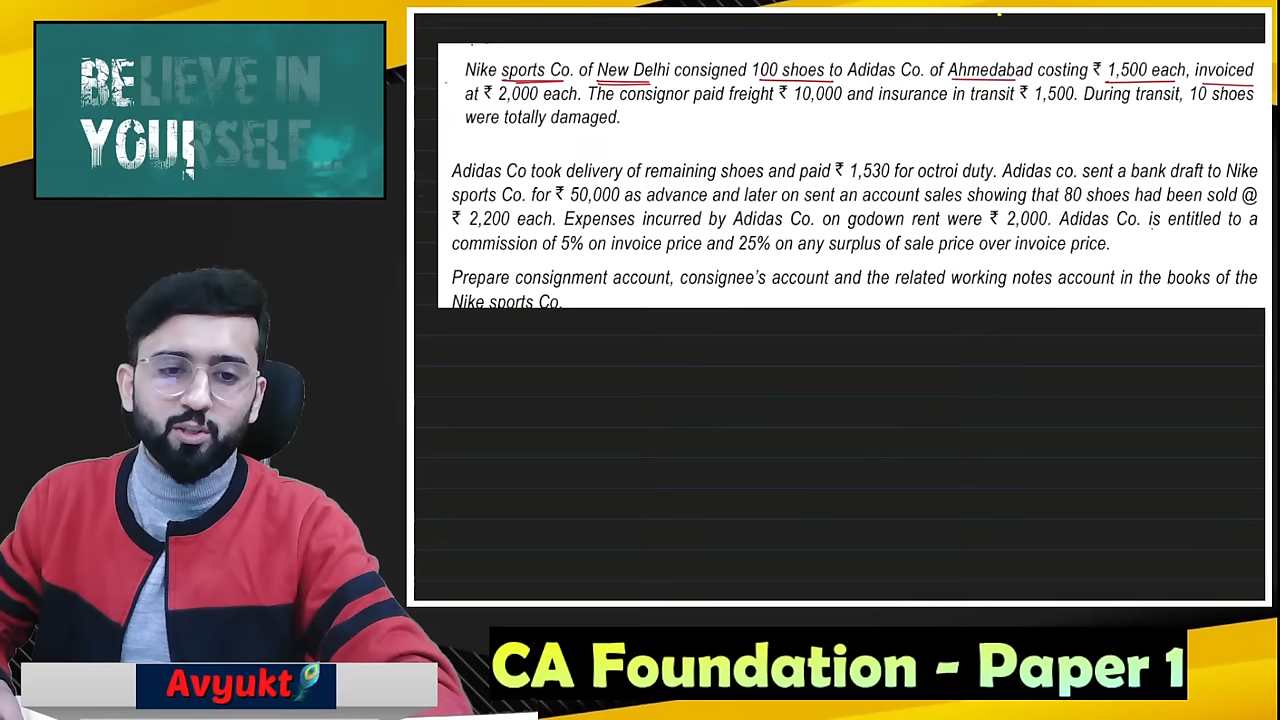 BELIEVE IN
YOURSELF...
Nike sports Co. of New Delhi consigned 100 shoes to Adidas Co. of Ahmedabad costing ₹ 1,500 each, invoiced
at ₹ 2,000 each. The consignor paid freight ₹ 10,000 and insurance in transit ₹ 1,500. During transit, 10 shoes
were totally damaged.
Adidas Co took delivery of remaining shoes and paid ₹ 1,530 for octroi duty. Adidas co. sent a bank draft to Nike
sports Co. for ₹ 50,000 as advance and later on sent an account sales showing that 80 shoes had been sold @
₹ 2,200 each. Expenses incurred by Adidas Co. on godown rent were ₹ 2,000. Adidas Co. is entitled to a
commission of 5% on invoice price and 25% on any surplus of sale price over invoice price.
Prepare consignment account, consignee's account and the related working notes account in the books of the
Nike sports Co.
Avyukt
CA Foundation - Paper 1